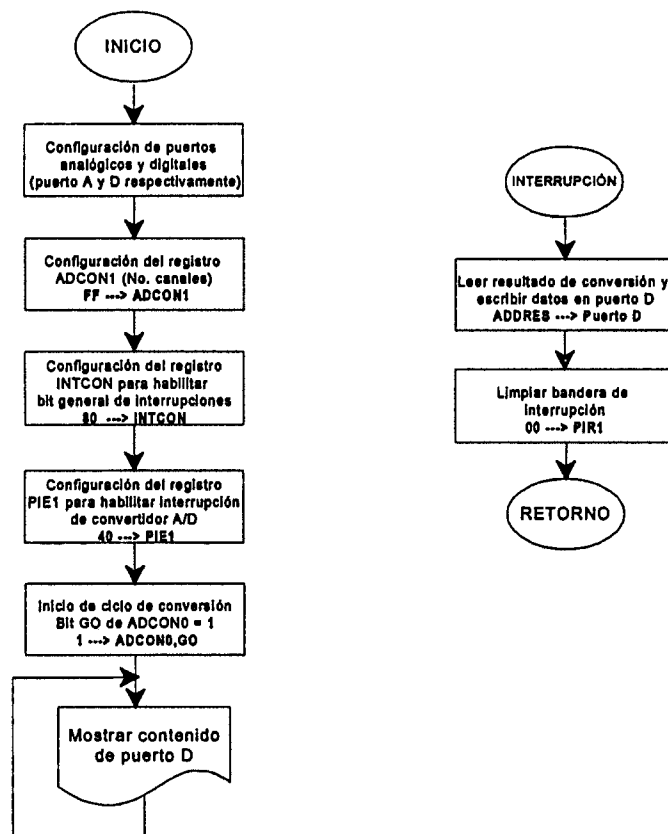 INICIO
Configuración de puertos
analógicos y digitales
(puerto A y D respectivamente)
Configuración del registro
ADCON1 (No. canales)
FF ---> ADCON1
Configuración del registro
INTCON para habilitar
bit general de interrupciones
80 ---> INTCON
Configuración del registro
PIE1 para habilitar interrupción
de convertidor A/D
40 ---> PIE1
Inicio de ciclo de conversión
Bit GO de ADCON0 = 1
1 ---> ADCON0,GO
Mostrar contenido
de puerto D
INTERRUPCIÓN
Leer resultado de conversión y
escribir datos en puerto D
ADDRES ---> Puerto D
Limpiar bandera de
interrupción
00 ---> PIR1
RETORNO